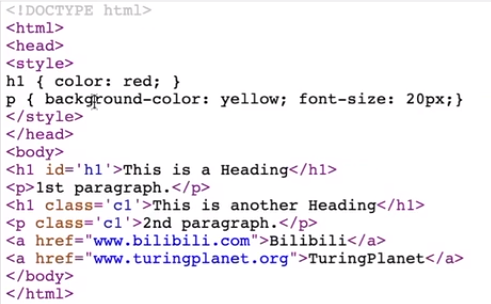 <!DOCTYPE html>
<html>
<head>
<style>
h1 { color: red; }
p { background-color: yellow; font-size: 20px;}
</style>
</head>
<body>
<h1 id='h1'>This is a Heading</h1>
<p>1st paragraph.</p>
<h1 class='c1'>This is another Heading</h1>
<p class='c1'>2nd paragraph.</p>
<a href="www.bilibili.com">Bilibili</a>
<a href="www.turingplanet.org">TuringPlanet</a>
</body>
</html>